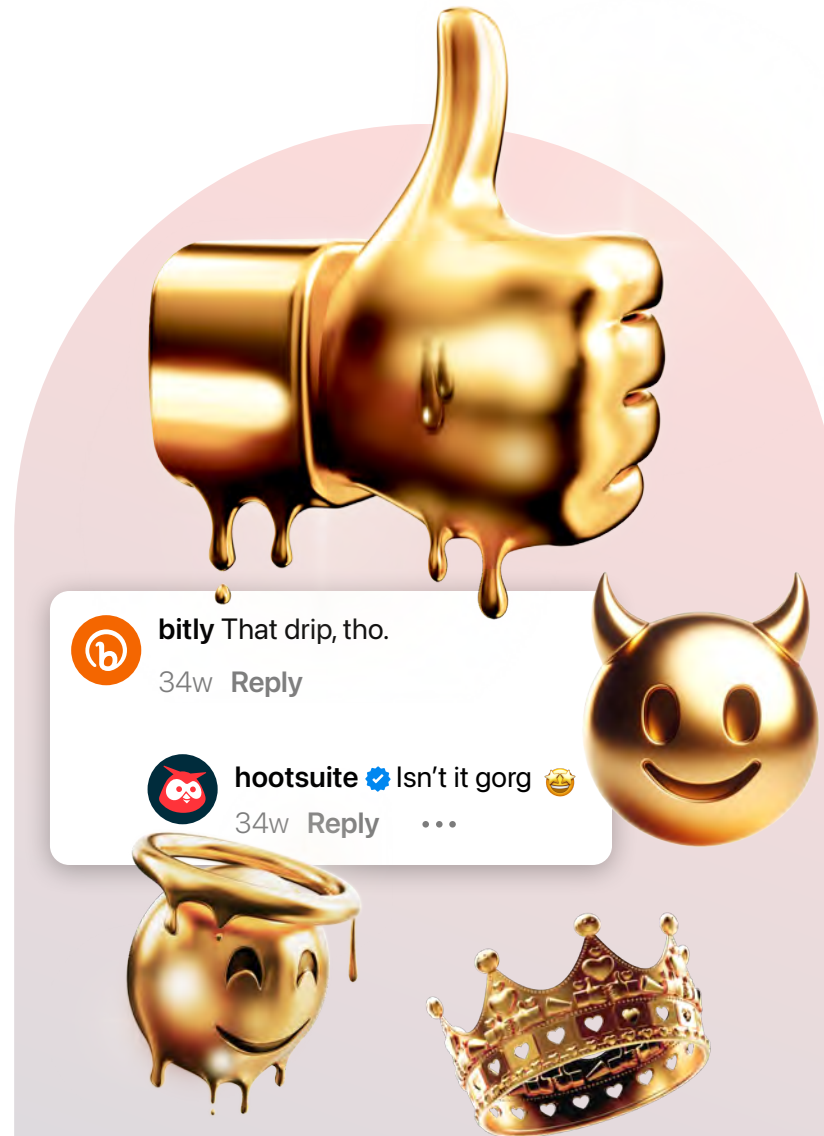 bitly That drip, tho.
34w Reply
hootsuite Isn’t it gorg 🤩
34w Reply •••